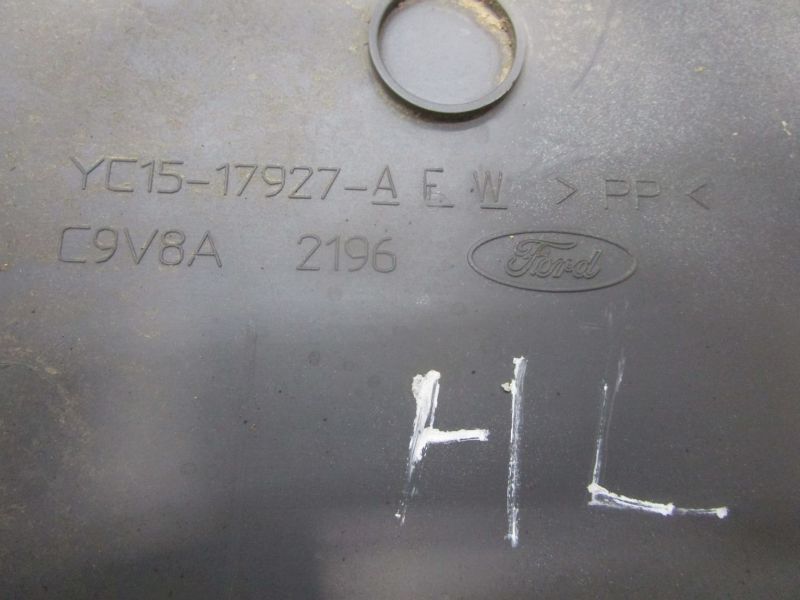 YC15-17927-A E W > PP <
C9V8A 2196 Ford
HL